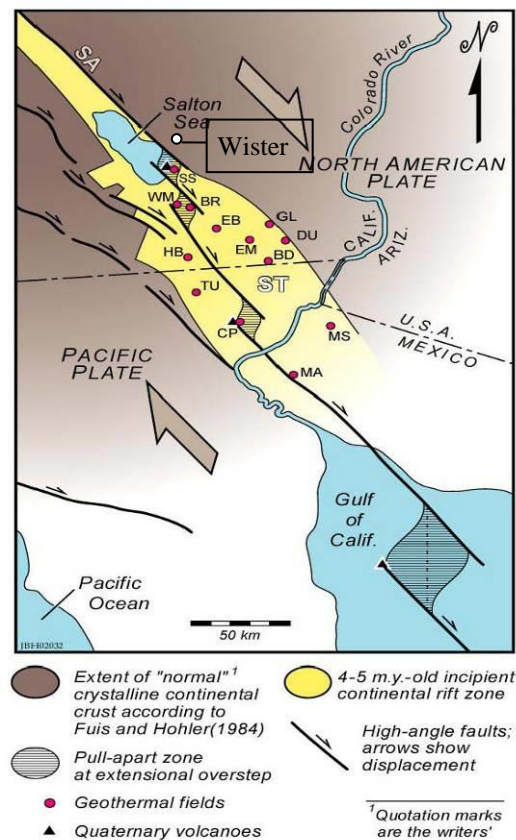 N
SA
Salton
Sea
Wister
Colorado River
NORTH AMERICAN
PLATE
SS
WM
BR
EB
GL
DU
EM
BD
HB
CALIF.
ARIZ.
TU
ST
CP
MS
U.S.A.
MEXICO
PACIFIC
PLATE
MA
Gulf
of
Calif.
Pacific
Ocean
50 km
Extent of "normal"¹
crystalline continental
crust according to
Fuis and Hohler(1984)
Pull-apart zone
at extensional overstep
Geothermal fields
Quaternary volcanoes
4-5 m.y.-old incipient
continental rift zone
High-angle faults;
arrows show
displacement
¹Quotation marks
are the writers'